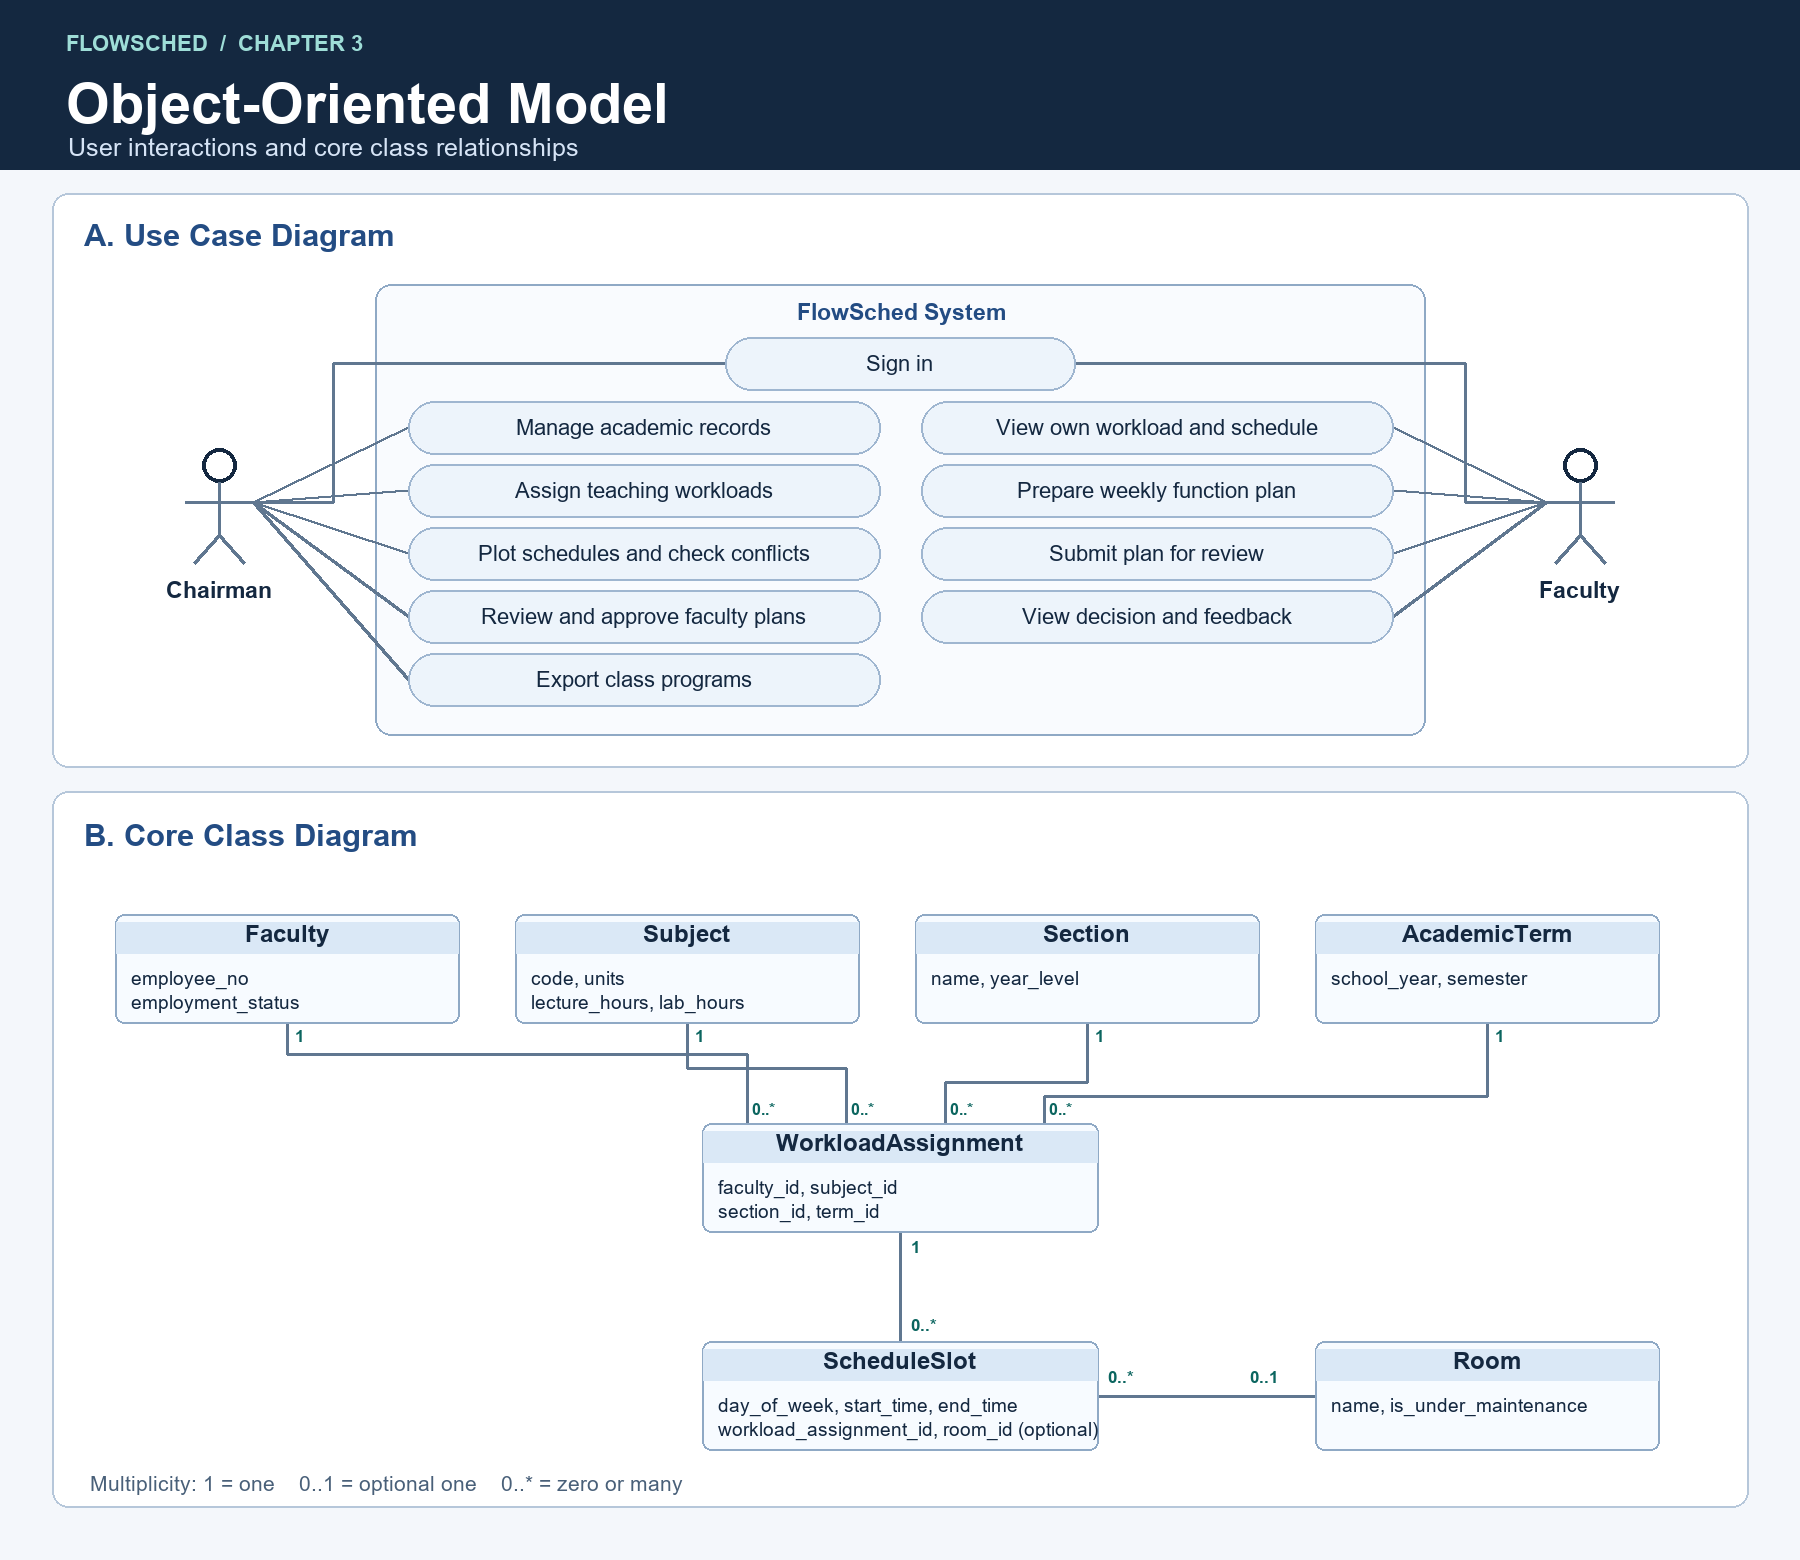 FLOWSCHED / CHAPTER 3
Object-Oriented Model
User interactions and core class relationships
A. Use Case Diagram
FlowSched System
Sign in
Manage academic records
View own workload and schedule
Assign teaching workloads
Prepare weekly function plan
Plot schedules and check conflicts
Submit plan for review
Chairman
Faculty
Review and approve faculty plans
View decision and feedback
Export class programs
B. Core Class Diagram
Faculty
employee_no
employment_status
Subject
code, units
lecture_hours, lab_hours
Section
name, year_level
AcademicTerm
school_year, semester
1
1
1
1
0..*
0..*
0..*
0..*
WorkloadAssignment
faculty_id, subject_id
section_id, term_id
1
0..*
ScheduleSlot
day_of_week, start_time, end_time
workload_assignment_id, room_id (optional)
0..*
0..1
Room
name, is_under_maintenance
Multiplicity: 1 = one 0..1 = optional one 0..* = zero or many